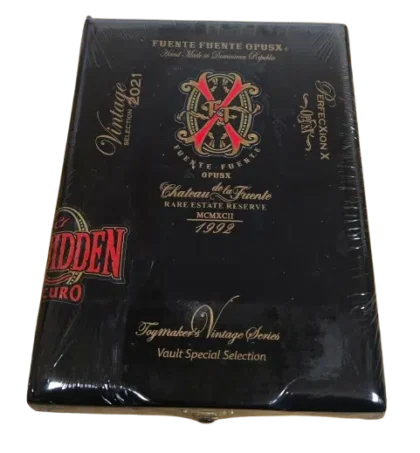 FUENTE FUENTE OPUSX
Hand Made in Dominican Republic
Vintage
SELECTION 2021
PERFECXION X
OPUSX
FUENTE FUENTE
OPUSX
Chateau de la Fuente
RARE ESTATE RESERVE
MCMXCII
1992
IDDEN
URO
Toymaker's Vintage Series
Vault Special Selection